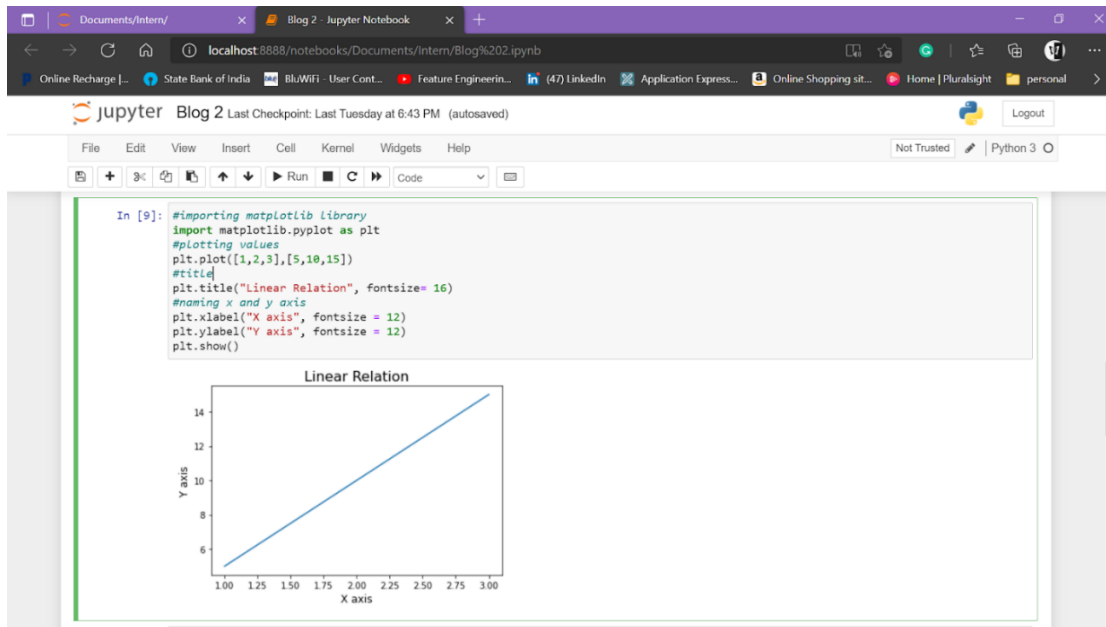 Documents/Intern/
Blog 2 - Jupyter Notebook
localhost:8888/notebooks/Documents/Intern/Blog%202.ipynb
Online Recharge |... State Bank of India BluWiFi - User Cont... Feature Engineerin... (47) LinkedIn Application Express... Online Shopping sit... Home | Pluralsight personal
jupyter Blog 2 Last Checkpoint: Last Tuesday at 6:43 PM (autosaved)
Logout
File Edit View Insert Cell Kernel Widgets Help
Not Trusted
Python 3
Run
Code
In [9]: #importing matplotlib library
import matplotlib.pyplot as plt
#plotting values
plt.plot([1,2,3],[5,10,15])
#title
plt.title("Linear Relation", fontsize= 16)
#naming x and y axis
plt.xlabel("X axis", fontsize = 12)
plt.ylabel("Y axis", fontsize = 12)
plt.show()
Linear Relation
14
12
10
8
6
Y axis
1.00 1.25 1.50 1.75 2.00 2.25 2.50 2.75 3.00
X axis